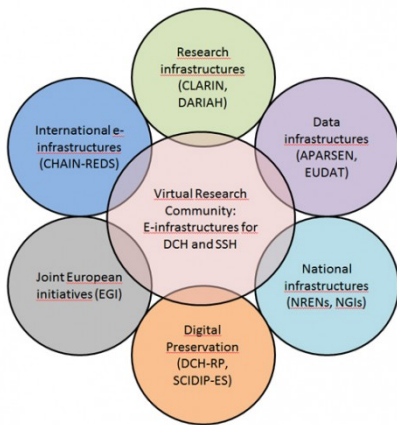 Research
infrastructures
(CLARIN,
DARIAH)
International e-
infrastructures
(CHAIN-REDS)
Data
infrastructures
(APARSEN,
EUDAT)
Virtual Research
Community:
E-infrastructures for
DCH and SSH
Joint European
initiatives (EGI)
National
infrastructures
(NRENs, NGIs)
Digital
Preservation
(DCH-RP,
SCIDIP-ES)